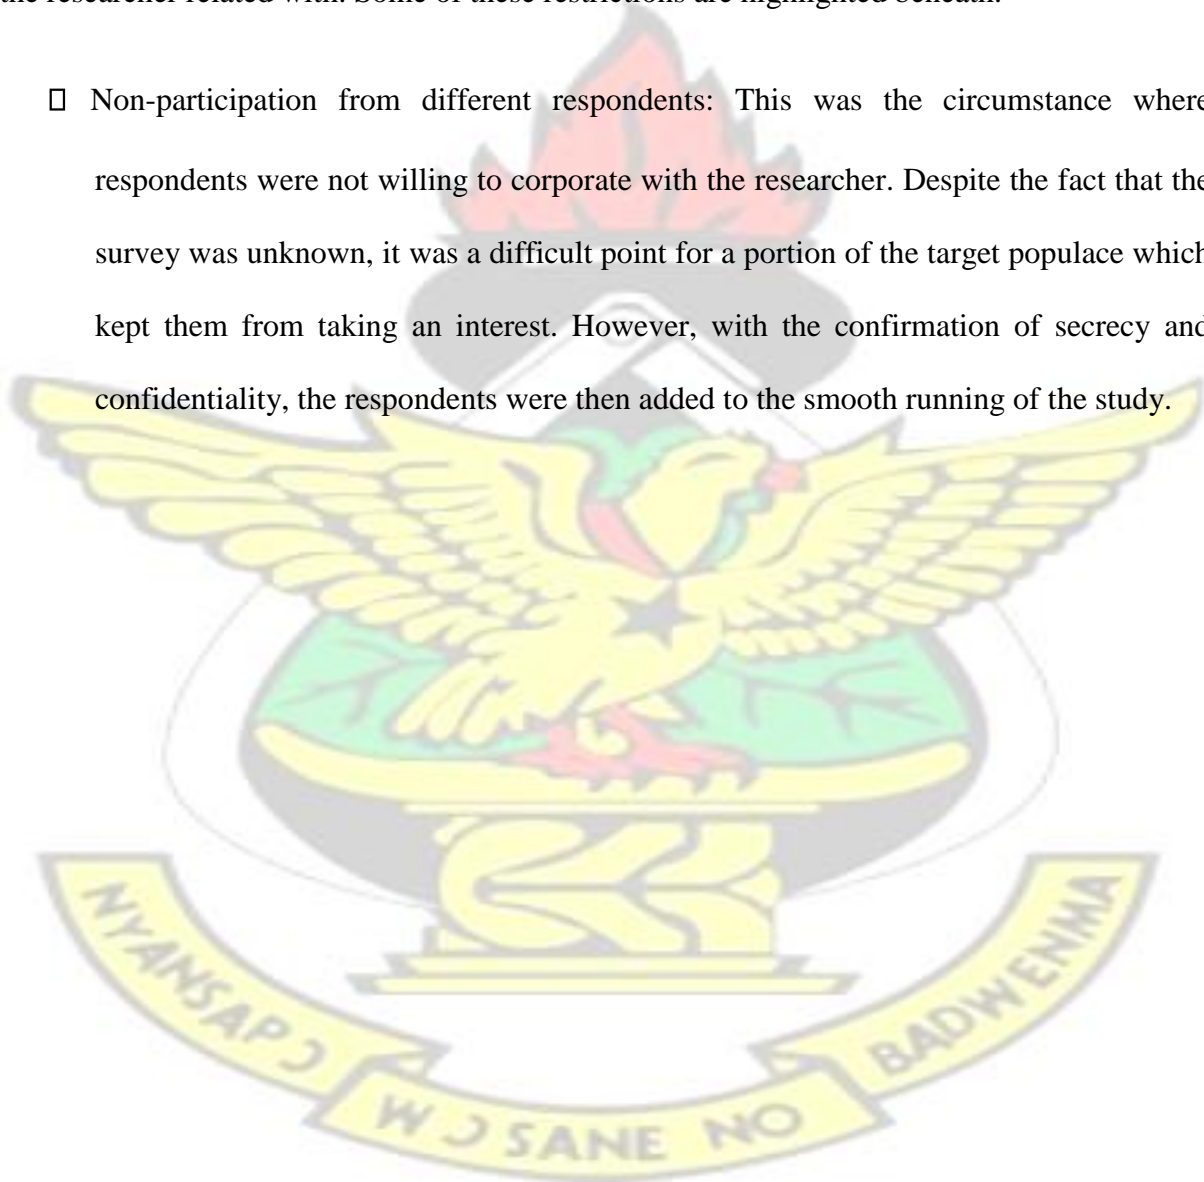 the researcher related with. Some of these restrictions are highlighted beneath.
Non-participation from different respondents: This was the circumstance where
respondents were not willing to corporate with the researcher. Despite the fact that the
survey was unknown, it was a difficult point for a portion of the target populace which
kept them from taking an interest. However, with the confirmation of secrecy and
confidentiality, the respondents were then added to the smooth running of the study.
NYANSAPƆ
WƆSANE NO
BADWENMA